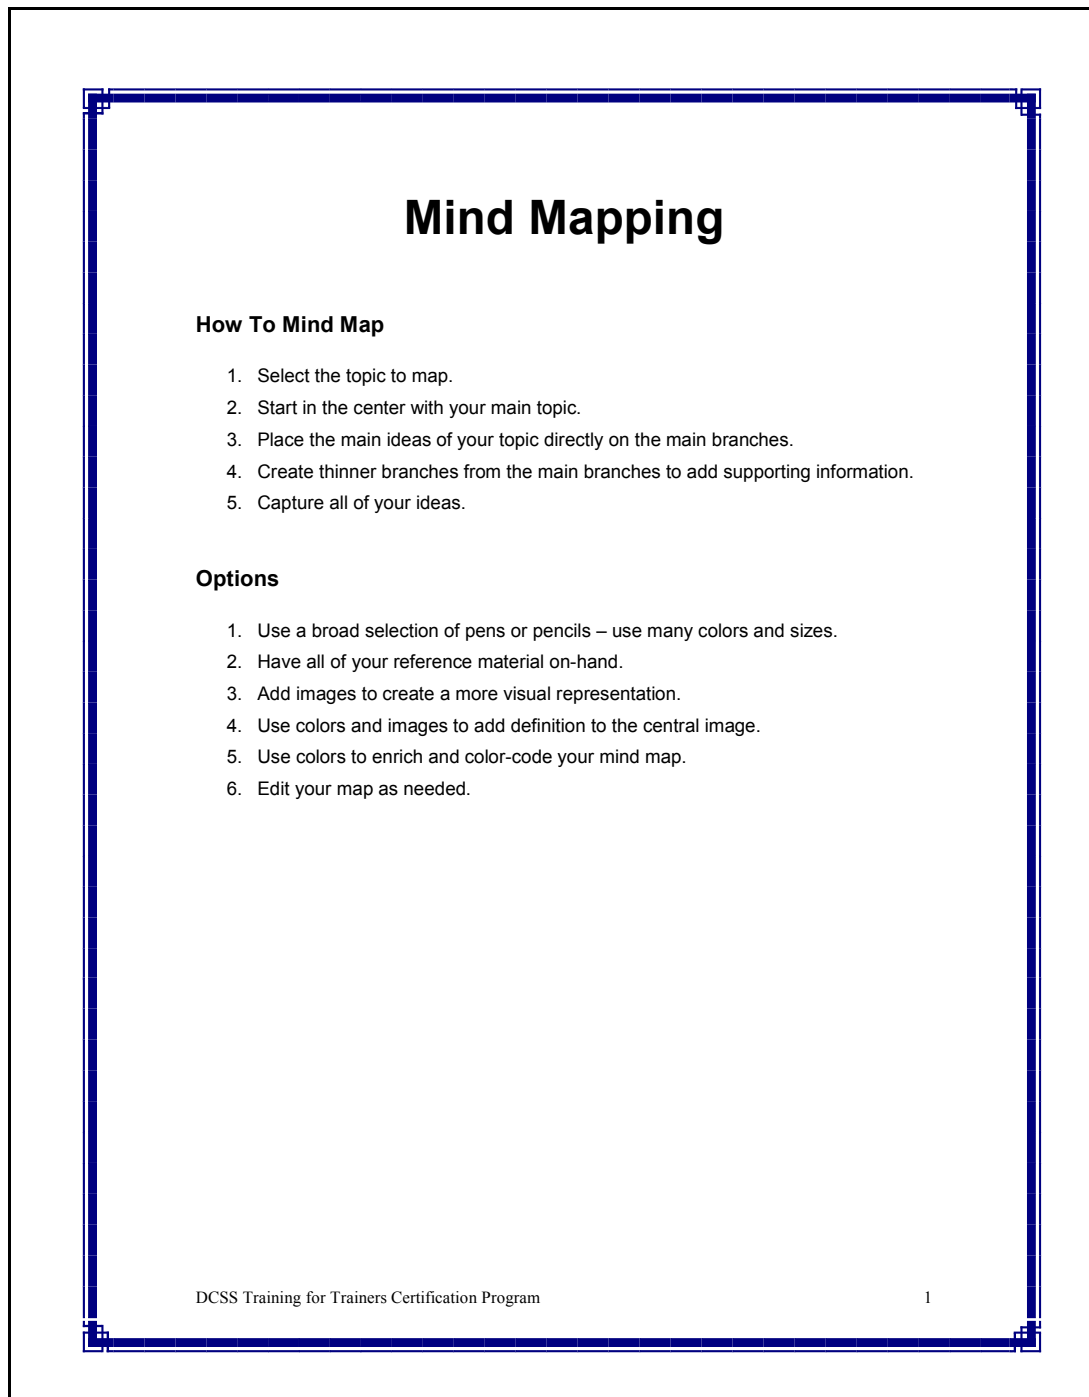 Mind Mapping
How To Mind Map
1. Select the topic to map.
2. Start in the center with your main topic.
3. Place the main ideas of your topic directly on the main branches.
4. Create thinner branches from the main branches to add supporting information.
5. Capture all of your ideas.
Options
1. Use a broad selection of pens or pencils – use many colors and sizes.
2. Have all of your reference material on-hand.
3. Add images to create a more visual representation.
4. Use colors and images to add definition to the central image.
5. Use colors to enrich and color-code your mind map.
6. Edit your map as needed.
DCSS Training for Trainers Certification Program 1